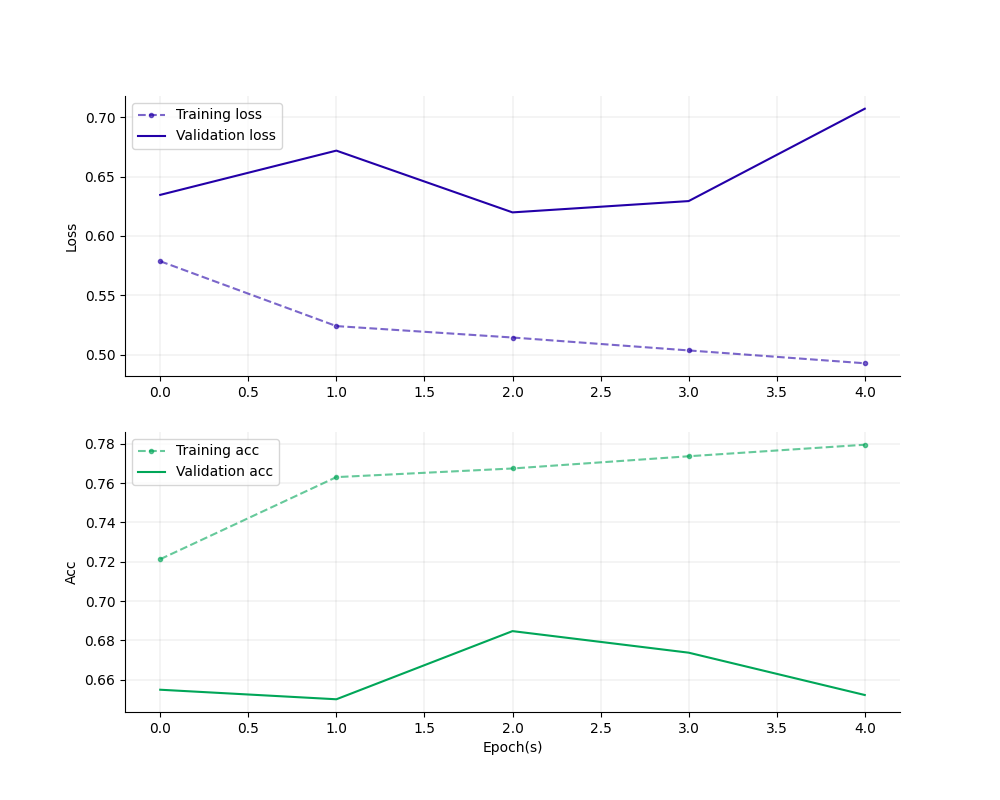 Training loss
Validation loss
0.70
0.65
0.60
0.55
0.50
Loss
0.0 0.5 1.0 1.5 2.0 2.5 3.0 3.5 4.0
Training acc
Validation acc
0.78
0.76
0.74
0.72
0.70
0.68
0.66
Acc
0.0 0.5 1.0 1.5 2.0 2.5 3.0 3.5 4.0
Epoch(s)